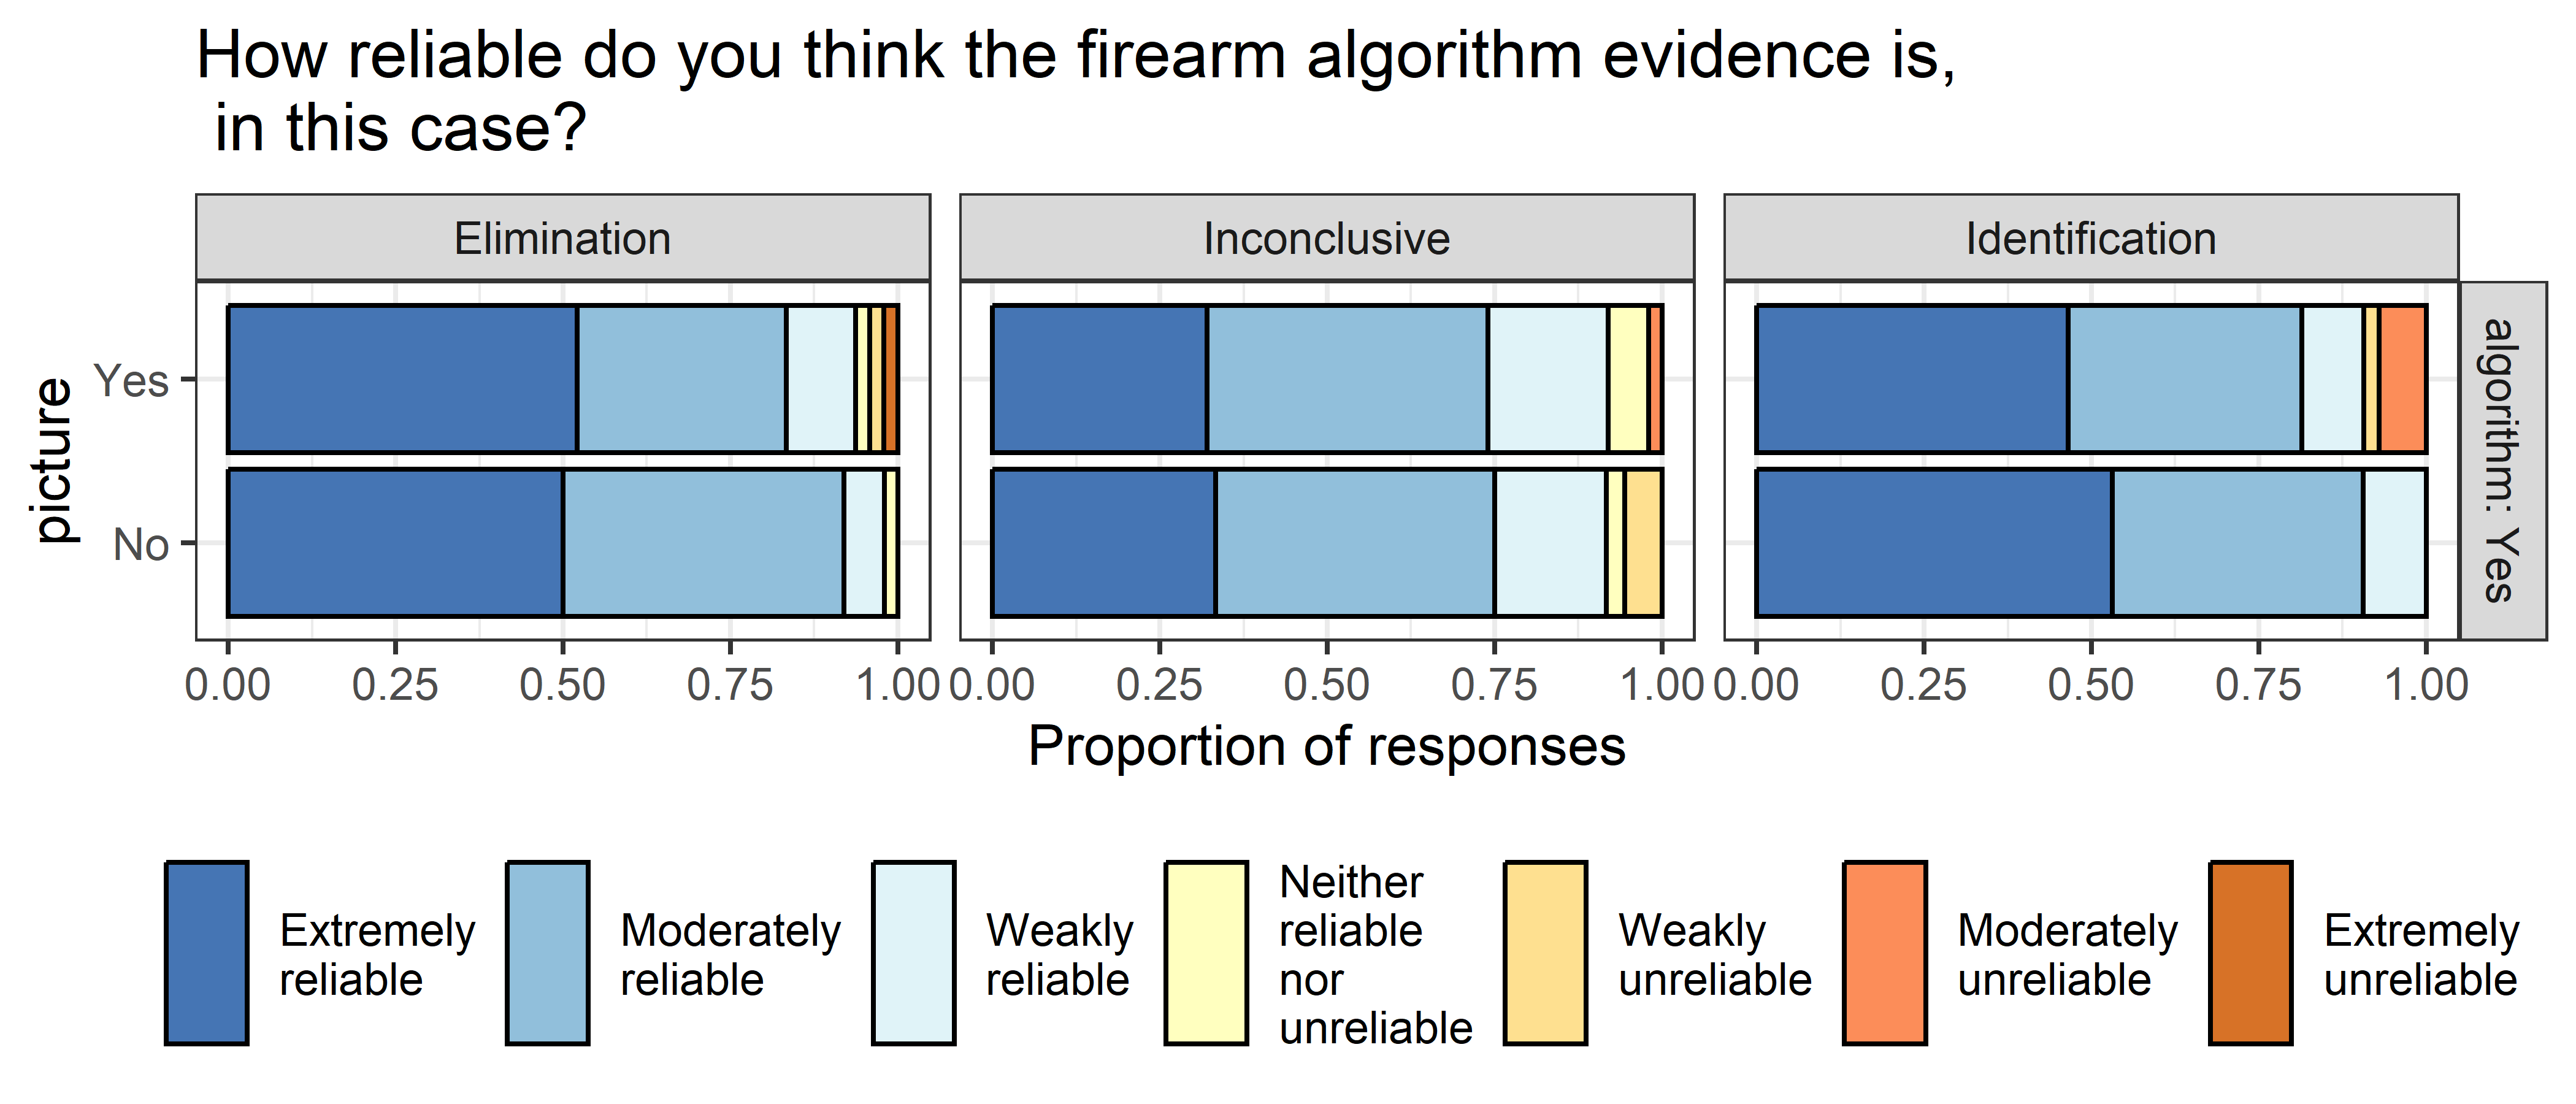 How reliable do you think the firearm algorithm evidence is,
in this case?
Elimination
Inconclusive
Identification
picture
Yes
No
algorithm: Yes
0.00 0.25 0.50 0.75 1.00 0.00 0.25 0.50 0.75 1.00 0.00 0.25 0.50 0.75 1.00
Proportion of responses
Extremely
reliable
Moderately
reliable
Weakly
reliable
Neither
reliable
nor
unreliable
Weakly
unreliable
Moderately
unreliable
Extremely
unreliable